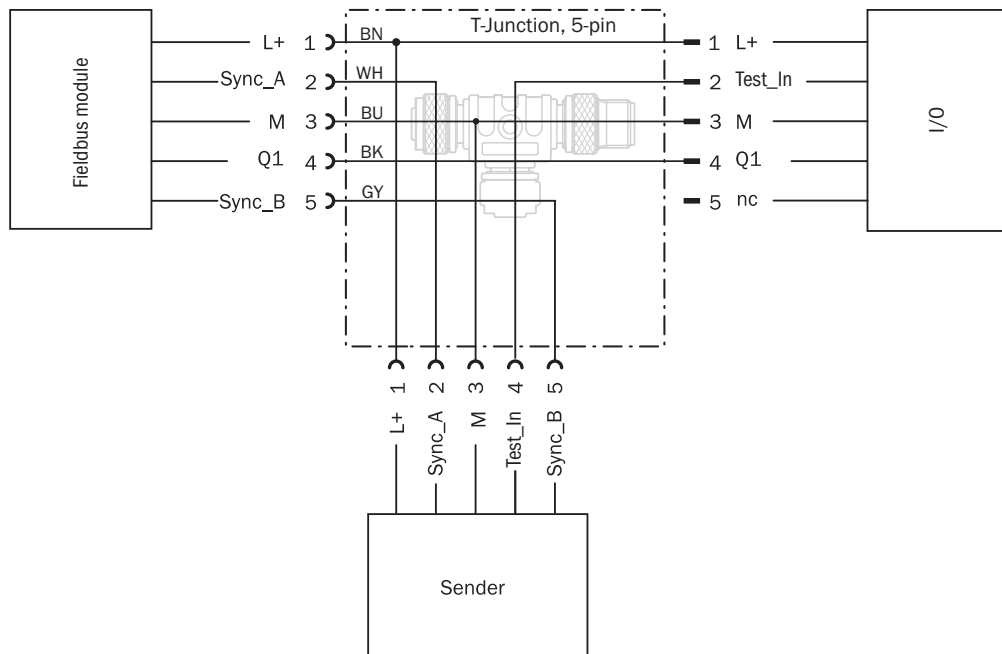 T-Junction, 5-pin
Fieldbus module
L+ 1 BN
Sync_A 2 WH
M 3 BU
Q1 4 BK
Sync_B 5 GY
1 L+
2 Test_In
3 M
4 Q1
5 nc
I/O
L+ 1
Sync_A 2
M 3
Test_In 4
Sync_B 5
Sender